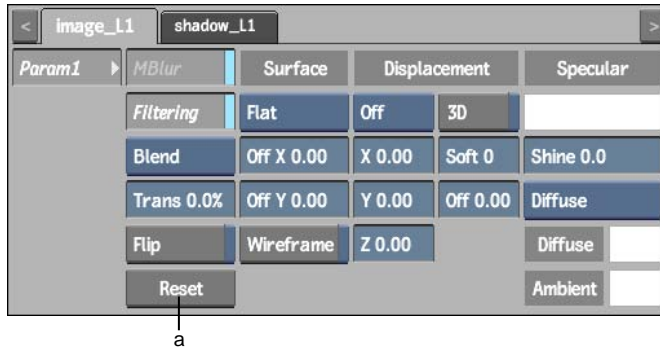 < image_L1 shadow_L1 >
Param1 MBlur Surface Displacement Specular
Filtering Flat Off 3D
Blend Off X 0.00 X 0.00 Soft 0 Shine 0.0
Trans 0.0% Off Y 0.00 Y 0.00 Off 0.00 Diffuse
Flip Wireframe Z 0.00 Diffuse
Reset Ambient
a